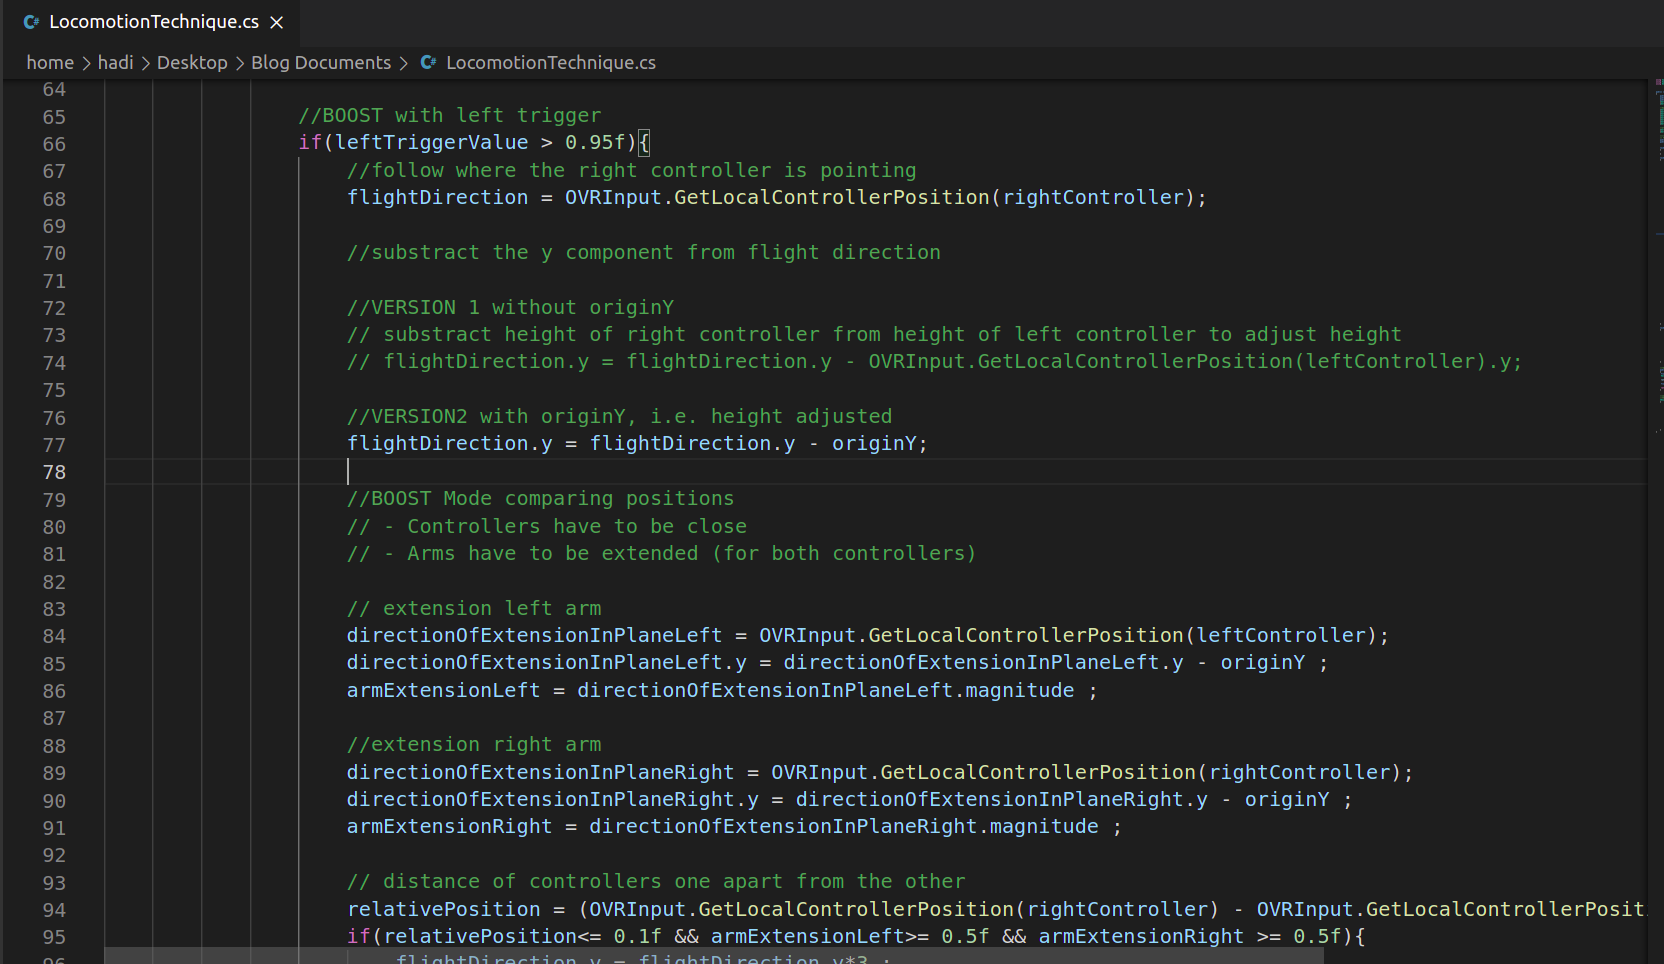 LocomotionTechnique.cs ×
home > hadi > Desktop > Blog Documents > LocomotionTechnique.cs
64
65 //BOOST with left trigger
66 if(leftTriggerValue > 0.95f){
67 //follow where the right controller is pointing
68 flightDirection = OVRInput.GetLocalControllerPosition(rightController);
69
70 //substract the y component from flight direction
71
72 //VERSION 1 without originY
73 // substract height of right controller from height of left controller to adjust height
74 // flightDirection.y = flightDirection.y - OVRInput.GetLocalControllerPosition(leftController).y;
75
76 //VERSION2 with originY, i.e. height adjusted
77 flightDirection.y = flightDirection.y - originY;
78
79 //BOOST Mode comparing positions
80 // - Controllers have to be close
81 // - Arms have to be extended (for both controllers)
82
83 // extension left arm
84 directionOfExtensionInPlaneLeft = OVRInput.GetLocalControllerPosition(leftController);
85 directionOfExtensionInPlaneLeft.y = directionOfExtensionInPlaneLeft.y - originY ;
86 armExtensionLeft = directionOfExtensionInPlaneLeft.magnitude ;
87
88 //extension right arm
89 directionOfExtensionInPlaneRight = OVRInput.GetLocalControllerPosition(rightController);
90 directionOfExtensionInPlaneRight.y = directionOfExtensionInPlaneRight.y - originY ;
91 armExtensionRight = directionOfExtensionInPlaneRight.magnitude ;
92
93 // distance of controllers one apart from the other
94 relativePosition = (OVRInput.GetLocalControllerPosition(rightController) - OVRInput.GetLocalControllerPosit
95 if(relativePosition<= 0.1f && armExtensionLeft>= 0.5f && armExtensionRight >= 0.5f){
96 flightDirection.y = flightDirection.y*3 ;